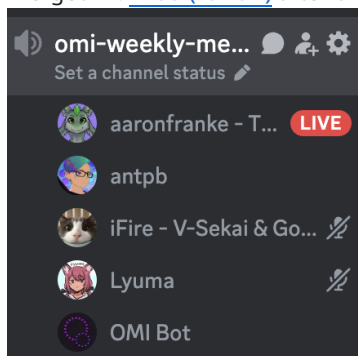 omi-weekly-me...
Set a channel status
aaronfranke - T... LIVE
antpb
iFire - V-Sekai & Go...
Lyuma
OMI Bot